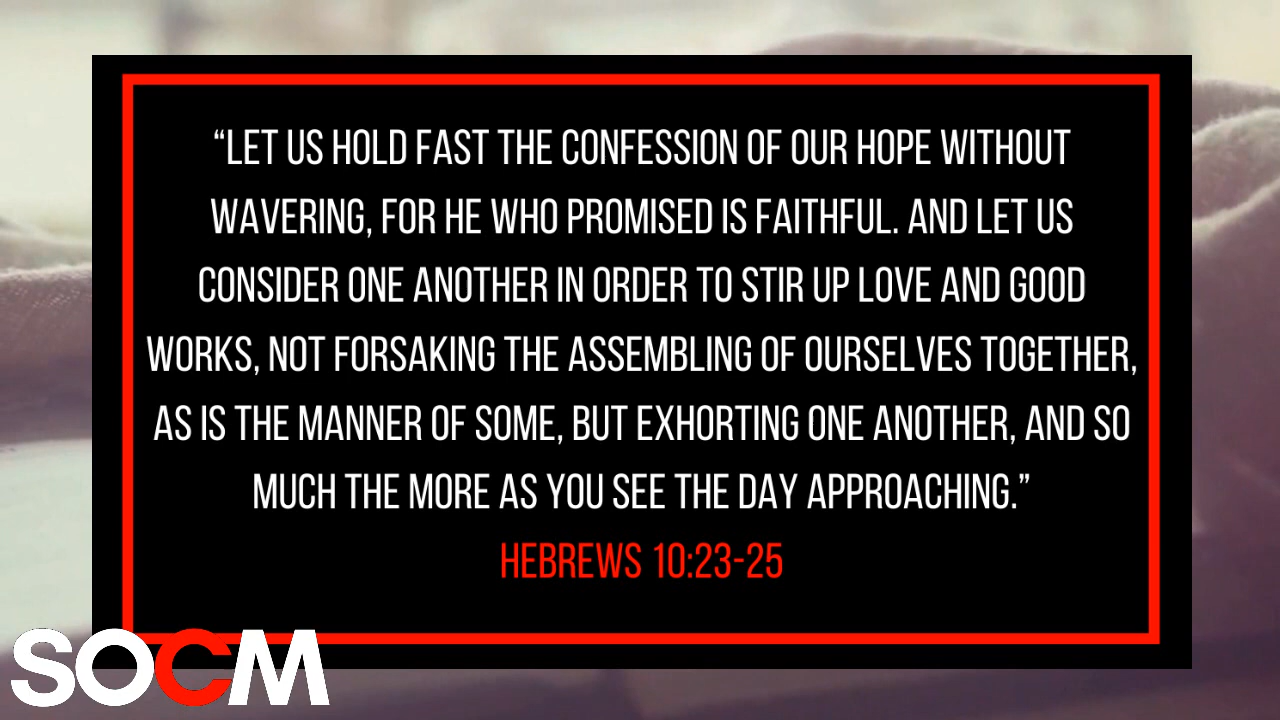 “LET US HOLD FAST THE CONFESSION OF OUR HOPE WITHOUT
WAVERING, FOR HE WHO PROMISED IS FAITHFUL. AND LET US
CONSIDER ONE ANOTHER IN ORDER TO STIR UP LOVE AND GOOD
WORKS, NOT FORSAKING THE ASSEMBLING OF OURSELVES TOGETHER,
AS IS THE MANNER OF SOME, BUT EXHORTING ONE ANOTHER, AND SO
MUCH THE MORE AS YOU SEE THE DAY APPROACHING.”
HEBREWS 10:23-25
SOCM